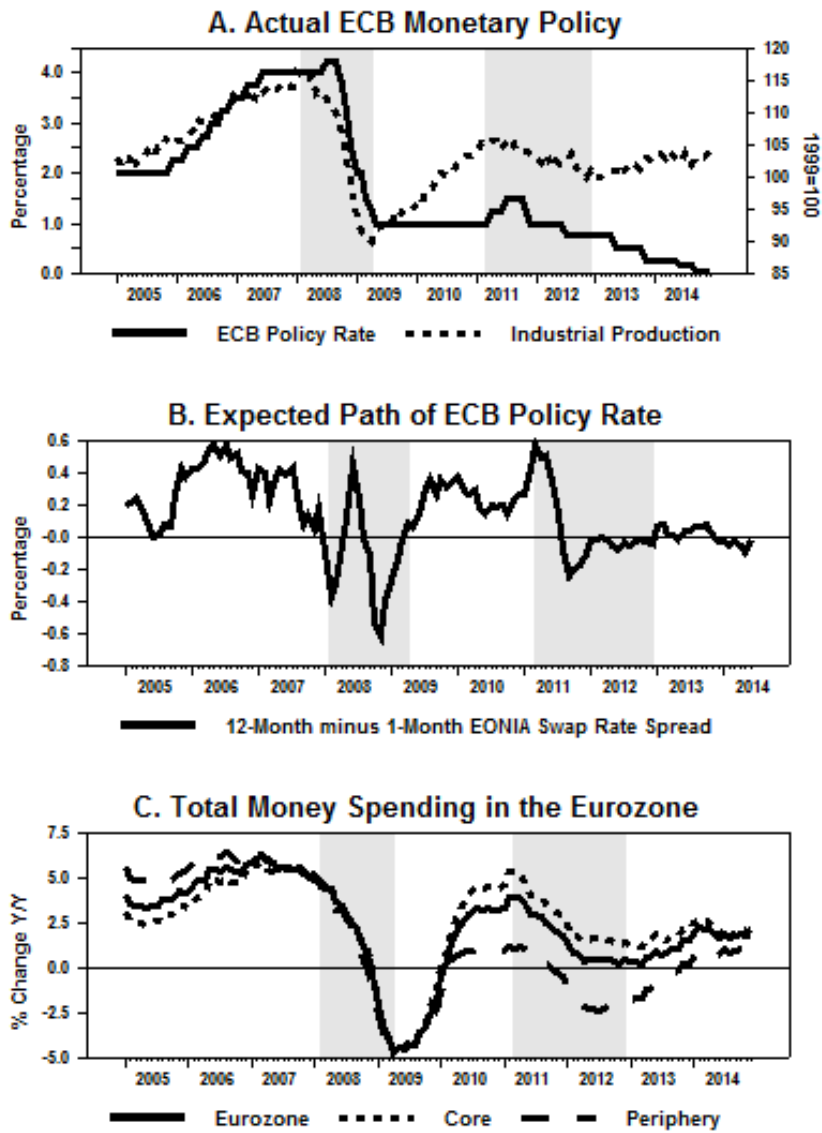 A. Actual ECB Monetary Policy
4.0
3.0
2.0
1.0
0.0
Percentage
120
115
110
105
100
95
90
85
1999=100
2005 2006 2007 2008 2009 2010 2011 2012 2013 2014
ECB Policy Rate Industrial Production
B. Expected Path of ECB Policy Rate
0.6
0.4
0.2
-0.0
-0.2
-0.4
-0.6
-0.8
Percentage
2005 2006 2007 2008 2009 2010 2011 2012 2013 2014
12-Month minus 1-Month EONIA Swap Rate Spread
C. Total Money Spending in the Eurozone
7.5
5.0
2.5
0.0
-2.5
-5.0
% Change Y/Y
2005 2006 2007 2008 2009 2010 2011 2012 2013 2014
Eurozone Core Periphery